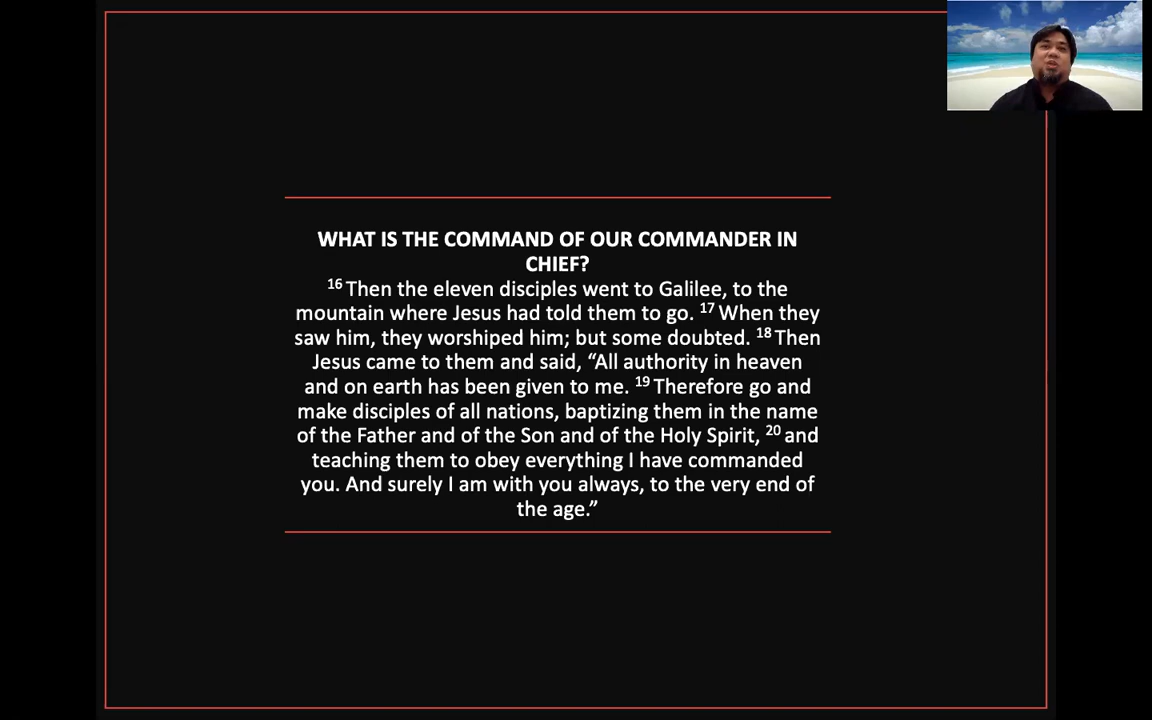 WHAT IS THE COMMAND OF OUR COMMANDER IN
CHIEF?
16 Then the eleven disciples went to Galilee, to the
mountain where Jesus had told them to go. 17 When they
saw him, they worshiped him; but some doubted. 18 Then
Jesus came to them and said, “All authority in heaven
and on earth has been given to me. 19 Therefore go and
make disciples of all nations, baptizing them in the name
of the Father and of the Son and of the Holy Spirit, 20 and
teaching them to obey everything I have commanded
you. And surely I am with you always, to the very end of
the age.”